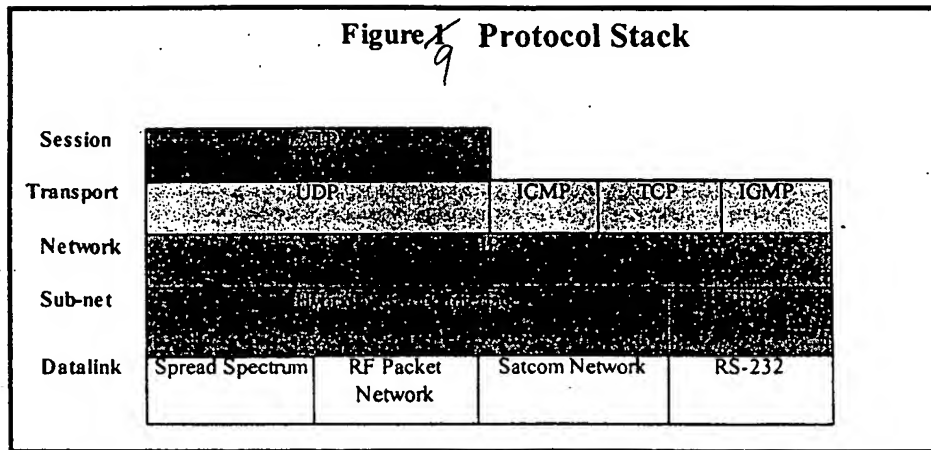 Figure 9 Protocol Stack
Session
Transport UDP ICMP TCP IGMP
Network
Sub-net
Datalink Spread Spectrum RF Packet Network Satcom Network RS-232